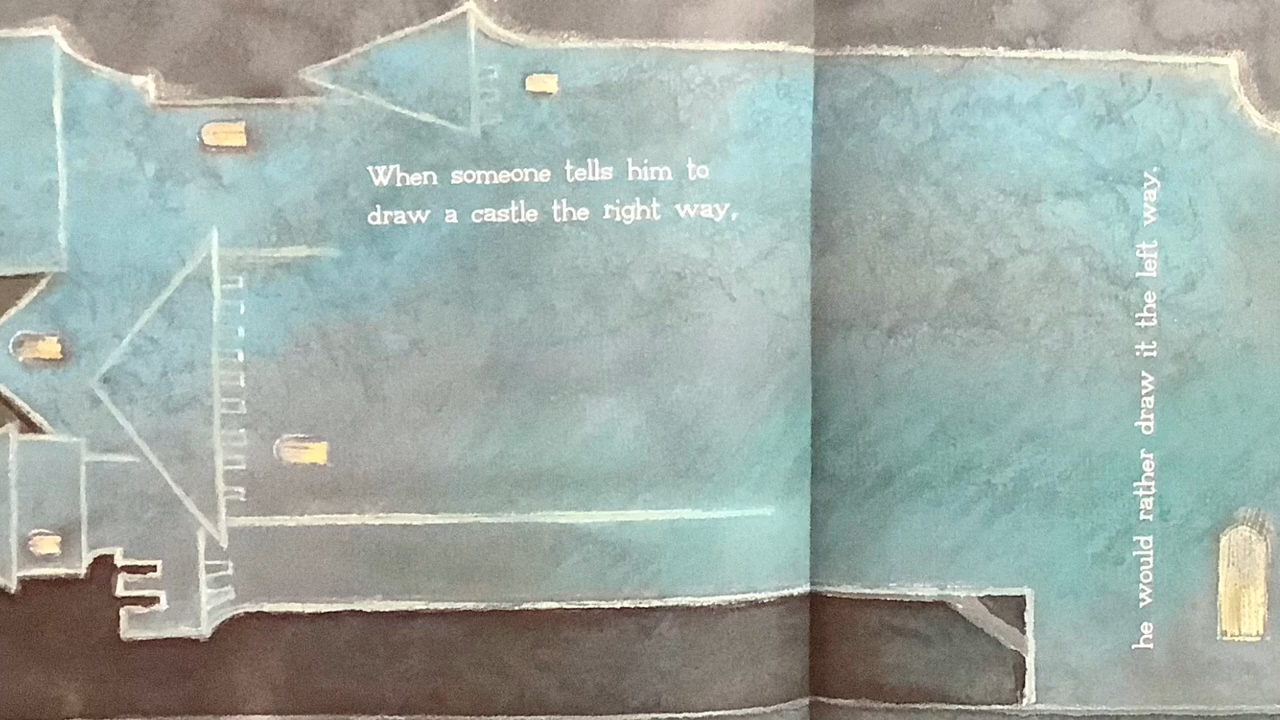 When someone tells him to
draw a castle the right way,
he would rather draw it the left way.